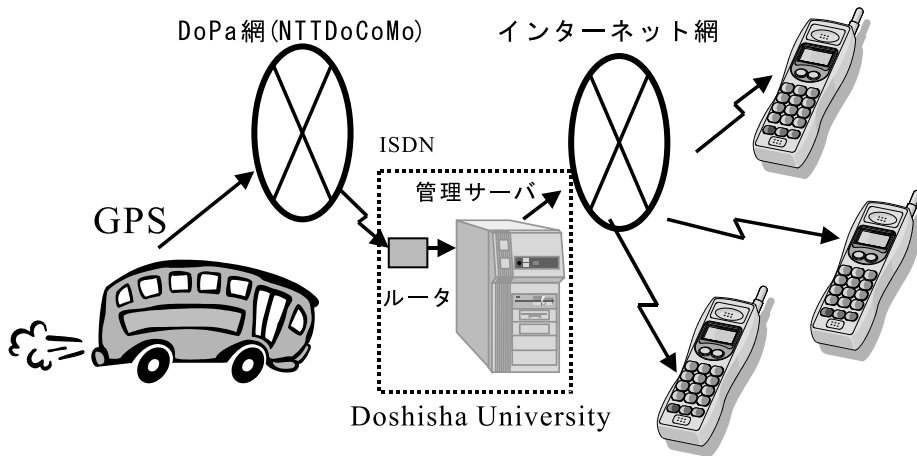 DoPa網(NTTDoCoMo)
インターネット網
ISDN
管理サーバ
GPS
ルータ
Doshisha University